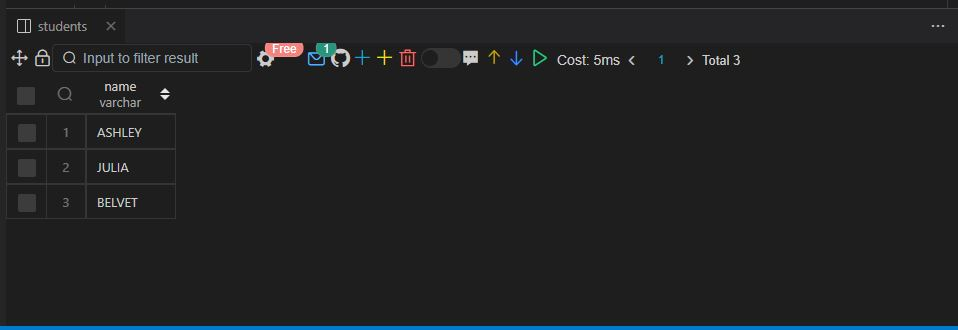 students
Free
1
Input to filter result
Cost: 5ms
1
Total 3
name
varchar
1 ASHLEY
2 JULIA
3 BELVET